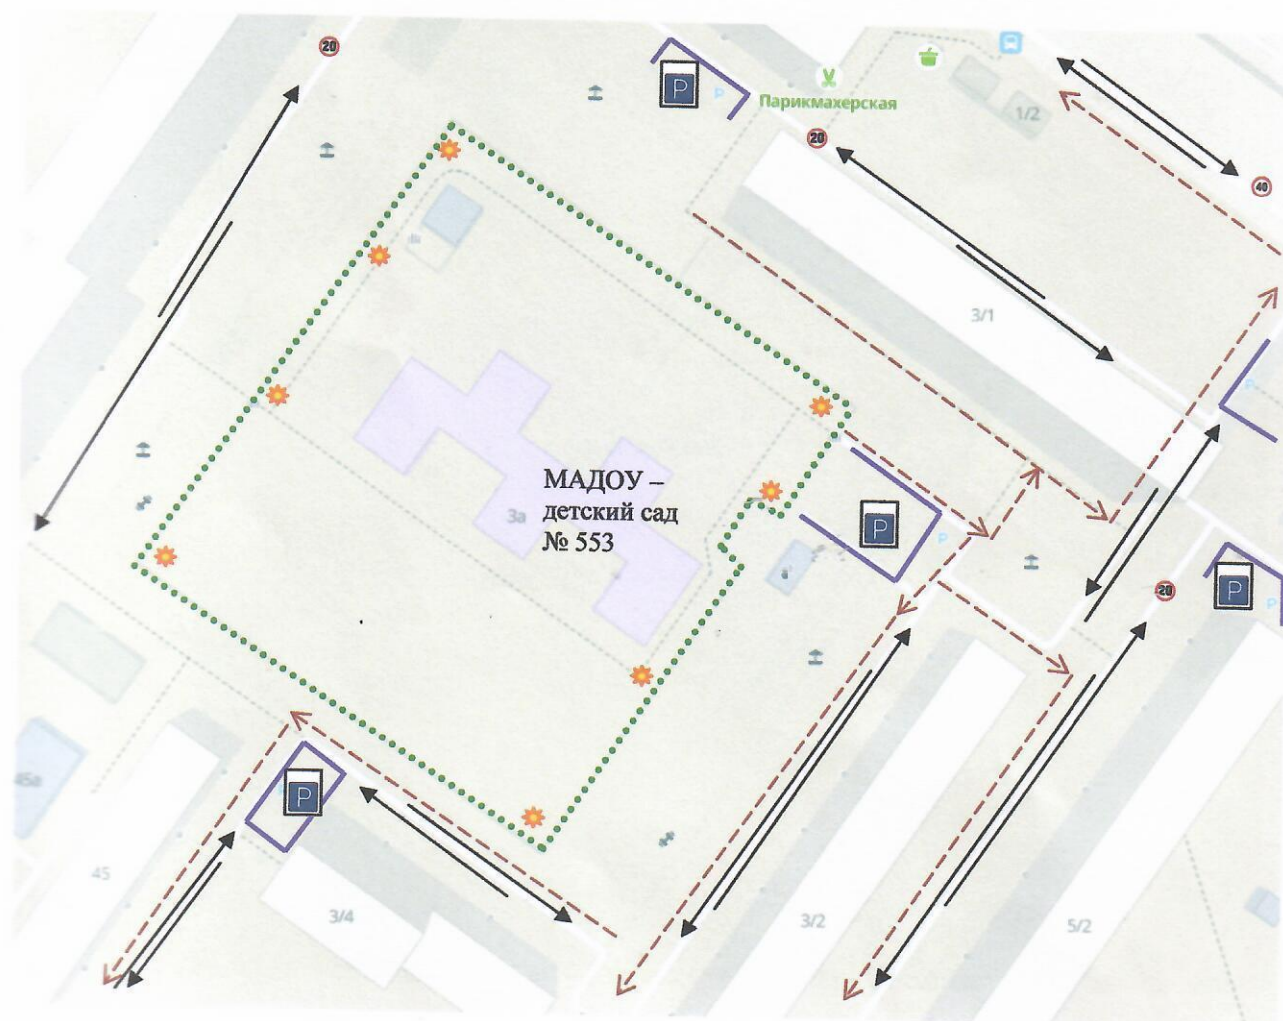 20
P
P
Парикмахерская
1/2
20
40
3/1
P
МАДОУ –
детский сад
№ 553
3а
P
P
20
P
P
45а
P
45
3/4
3/2
5/2